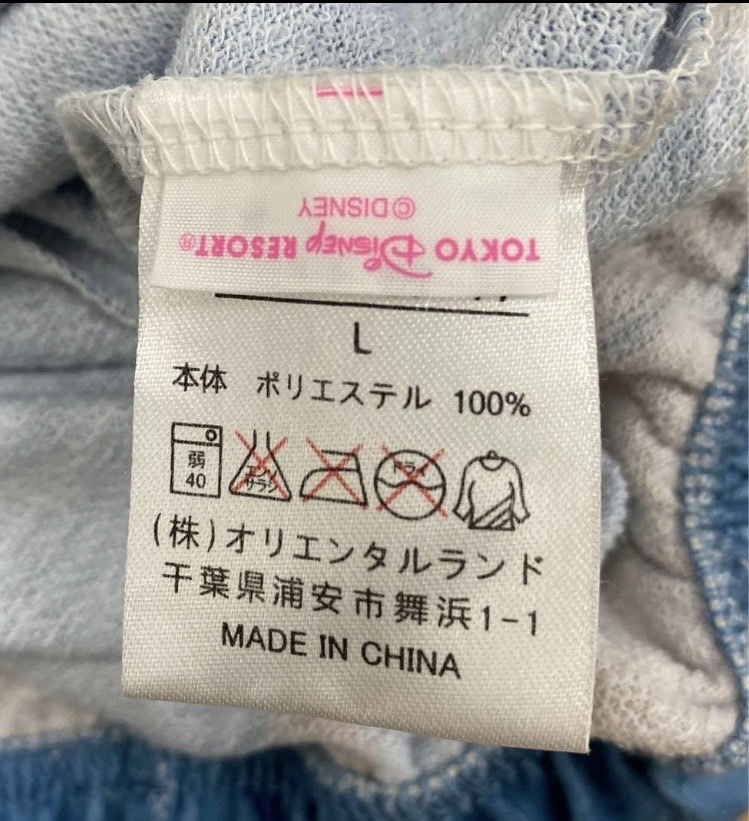 TOKYO DISNEY RESORT®
©DISNEY
L
本体 ポリエステル 100%
弱
40
エンソ
サラシ
ドライ
(株)オリエンタルランド
千葉県浦安市舞浜1-1
MADE IN CHINA